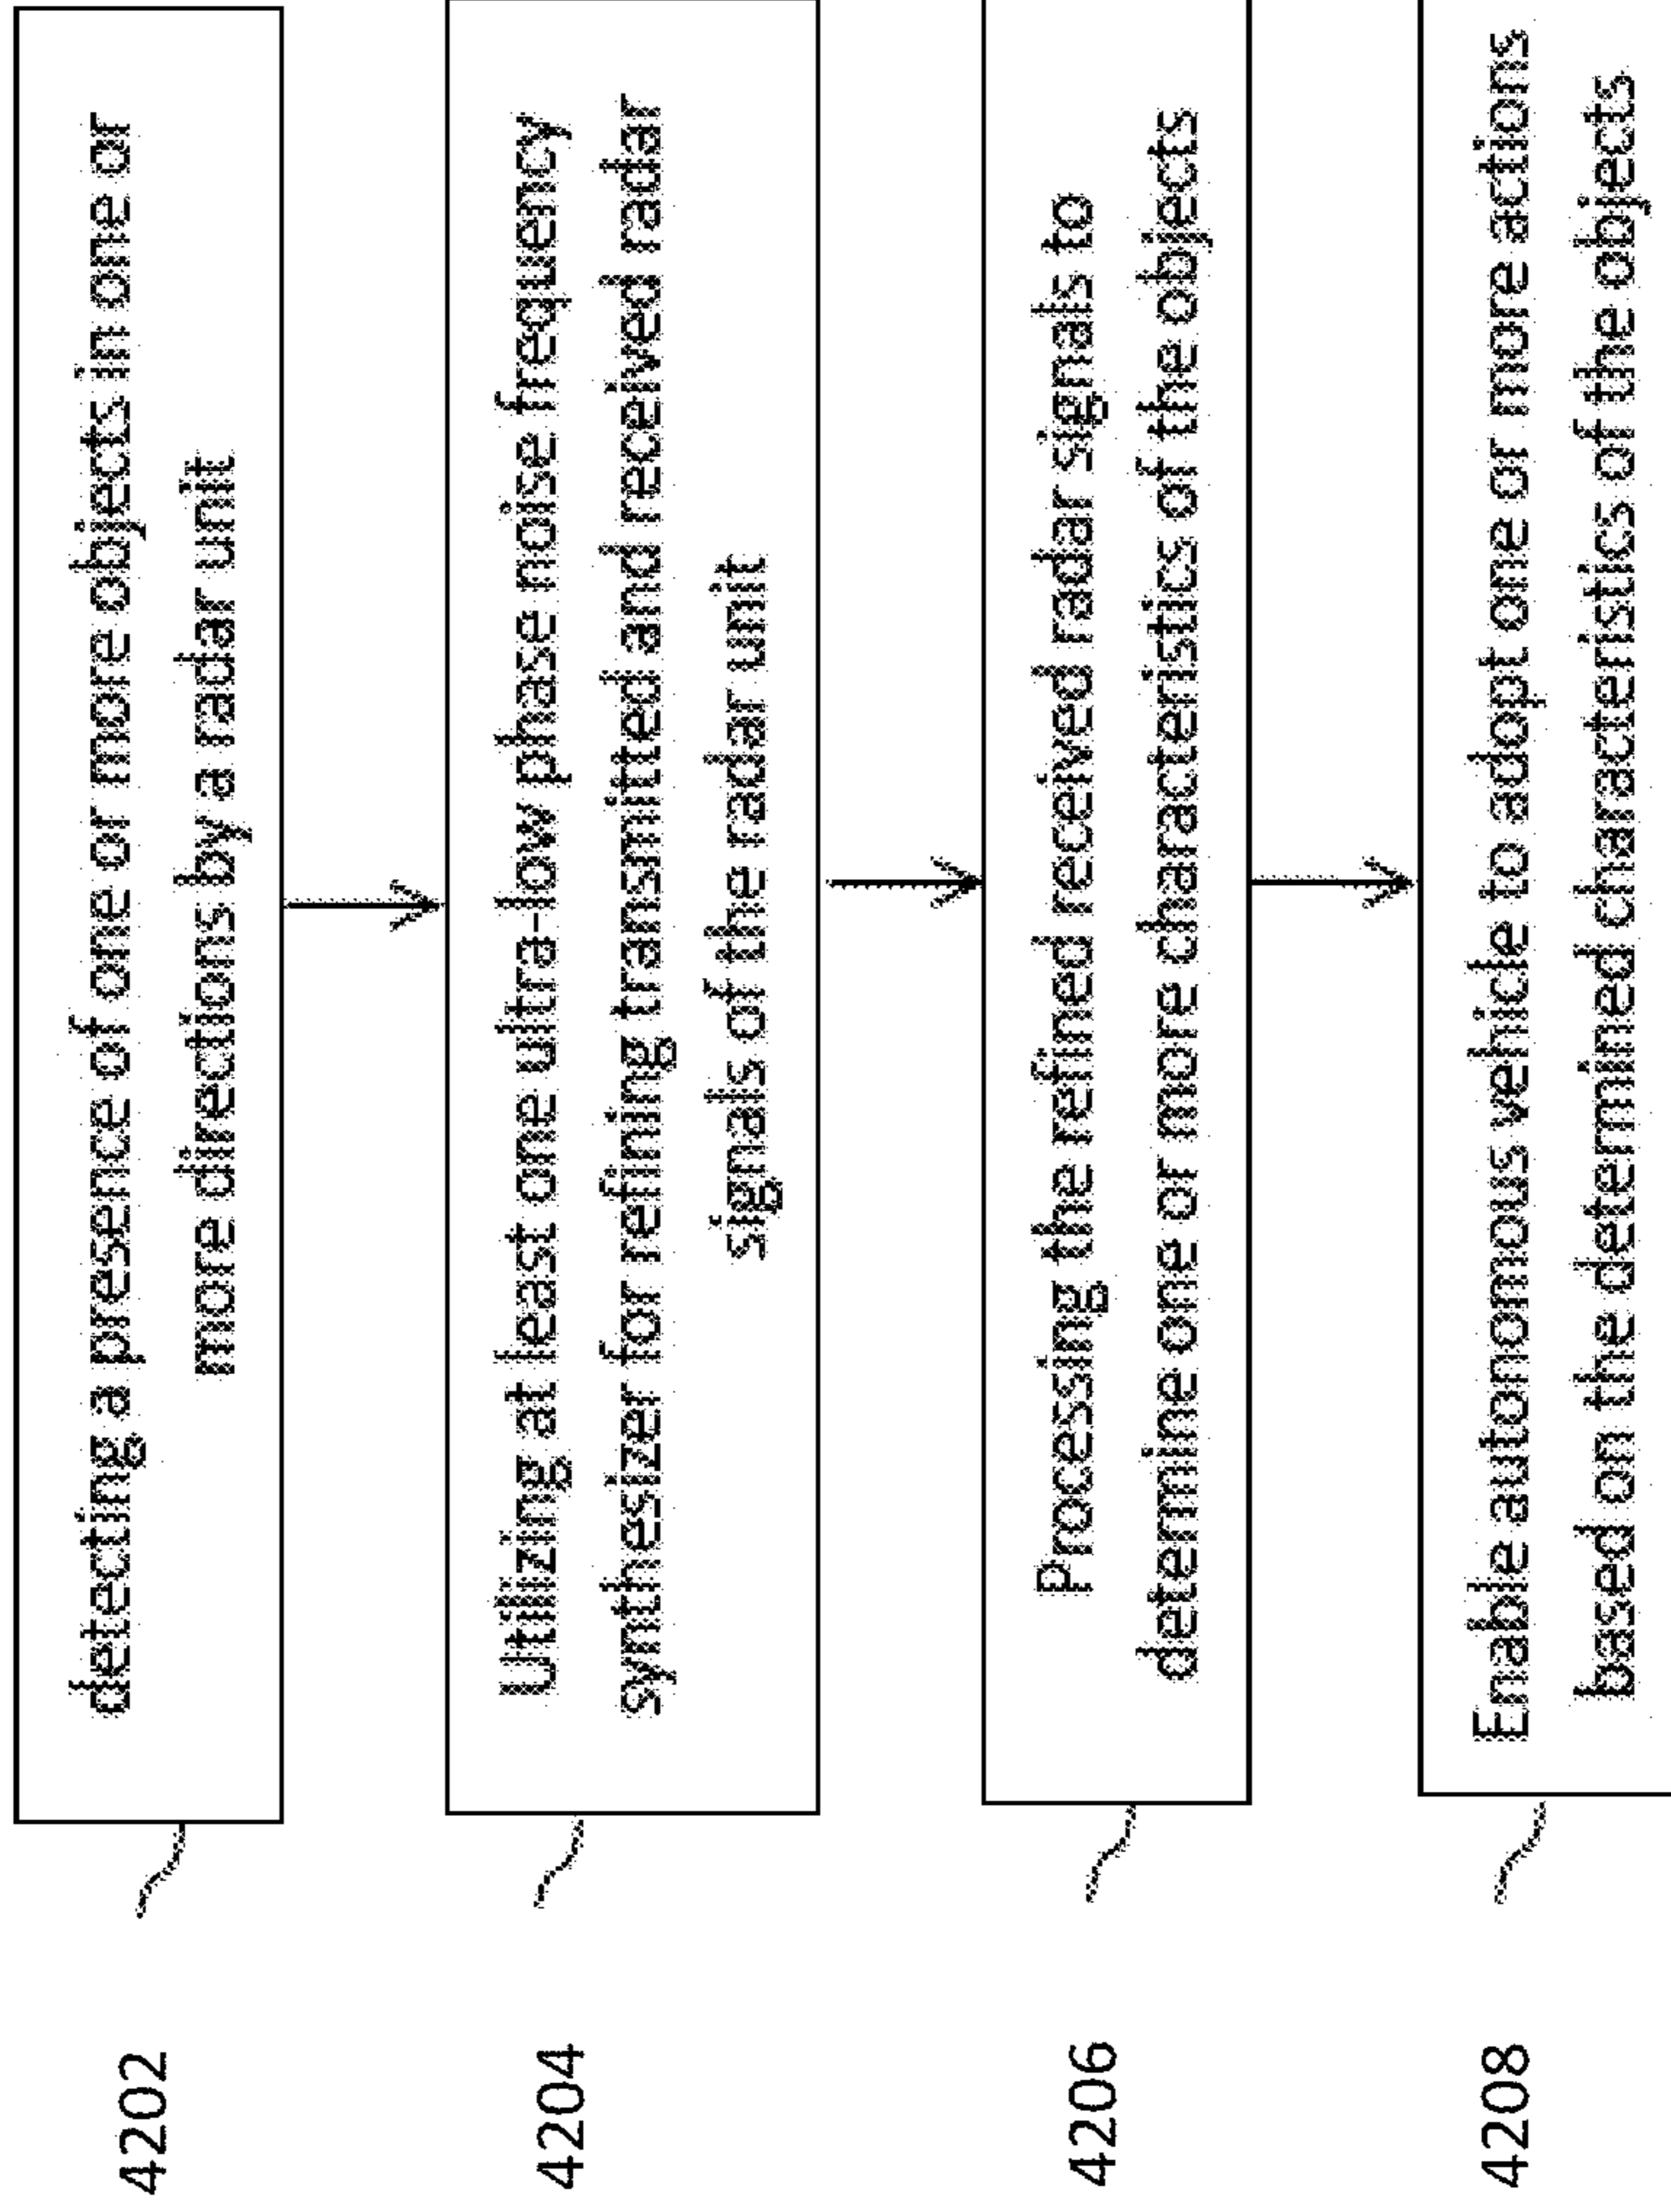 4202
detecting a presence of one or more objects in one or
more directions by a radar unit
4204
Utilizing at least one ultra-low phase noise frequency
synthesizer for refining transmitted and received radar
signals of the radar unit
4206
Processing the refined received radar signals to
determine one or more characteristics of the objects
4208
Enable autonomous vehicle to adopt one or more actions
based on the determined characteristics of the objects